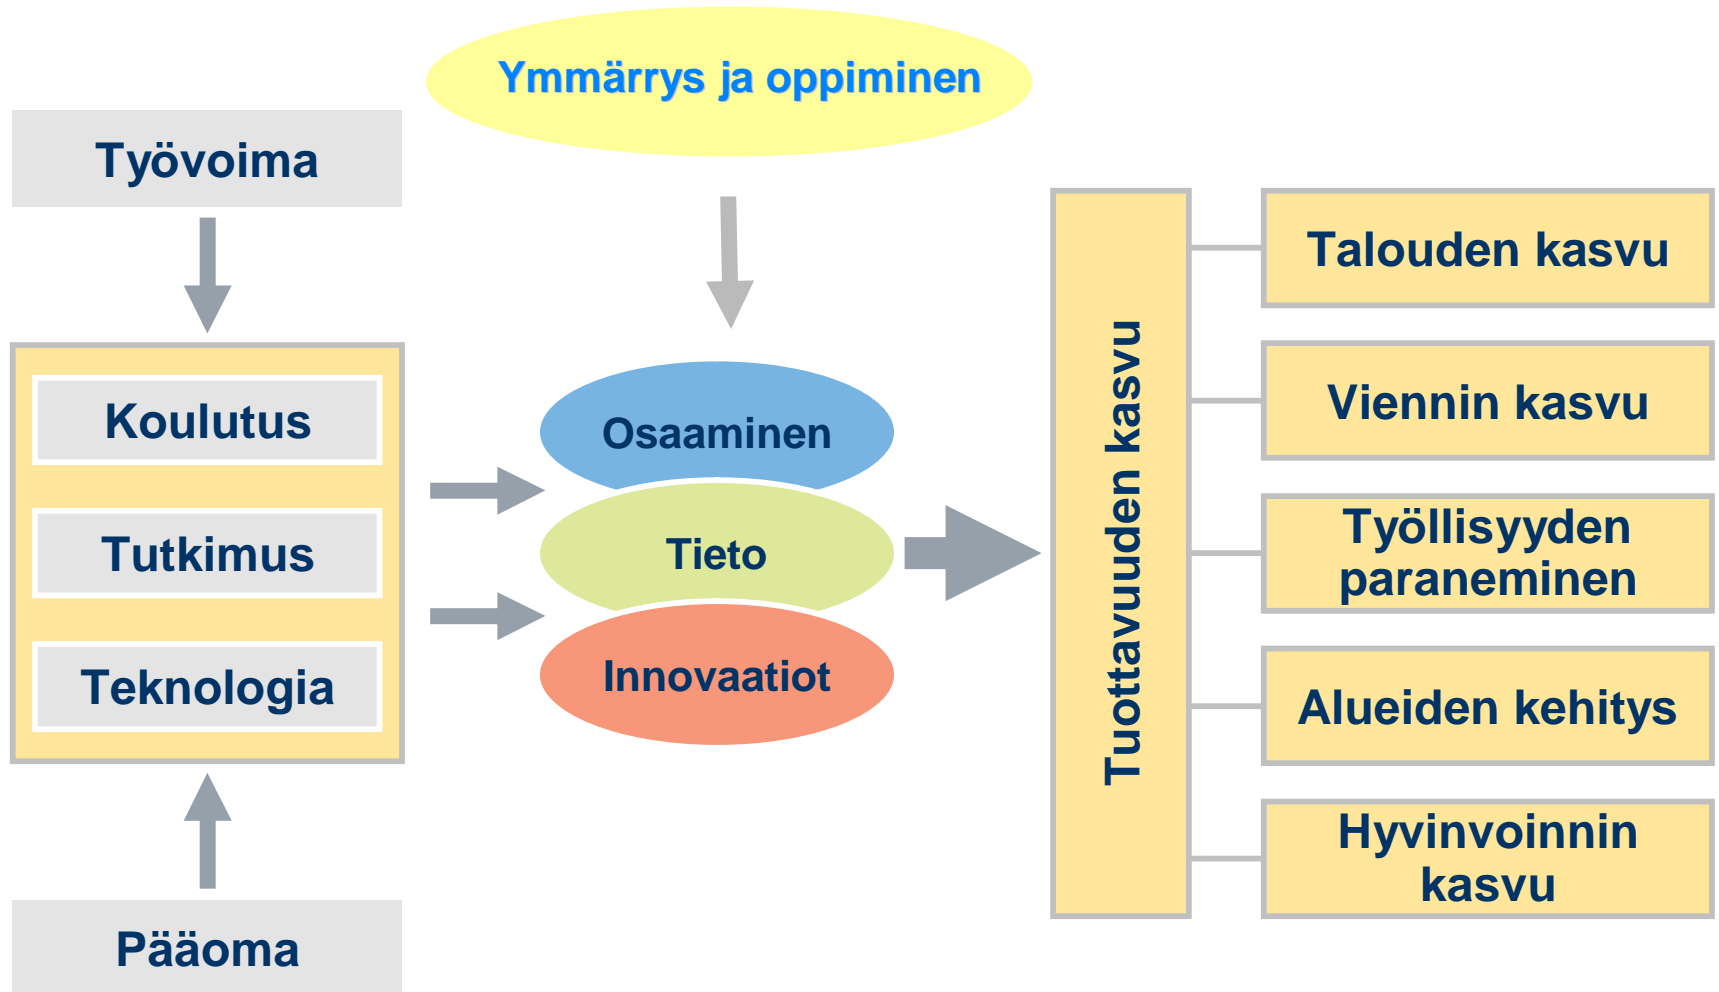 Ymmärrys ja oppiminen
Työvoima
Koulutus
Tutkimus
Teknologia
Pääoma
Osaaminen
Tieto
Innovaatiot
Tuottavuuden kasvu
Talouden kasvu
Viennin kasvu
Työllisyyden
paraneminen
Alueiden kehitys
Hyvinvoinnin
kasvu